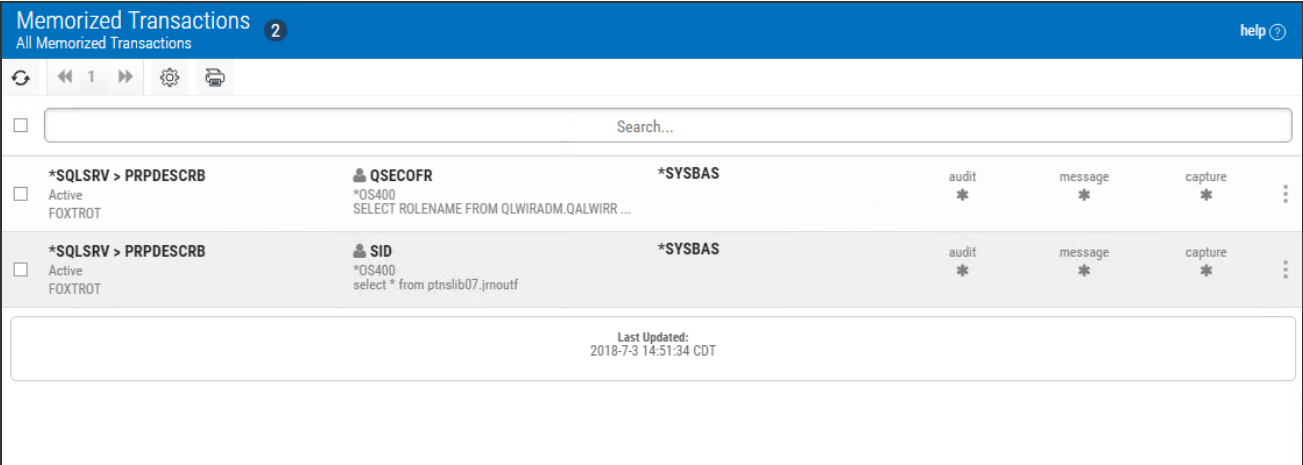 Memorized Transactions 2
All Memorized Transactions
help ?
1
Search...
*SQLSRV > PRPDESCRB QSECOFR *SYSBAS audit message capture
Active *OS400 * * *
FOXTROT SELECT ROLENAME FROM QLWIRADM.QALWIRR ...
*SQLSRV > PRPDESCRB SID *SYSBAS audit message capture
Active *OS400 * * *
FOXTROT select * from ptnslib07.jrnoutf
Last Updated:
2018-7-3 14:51:34 CDT